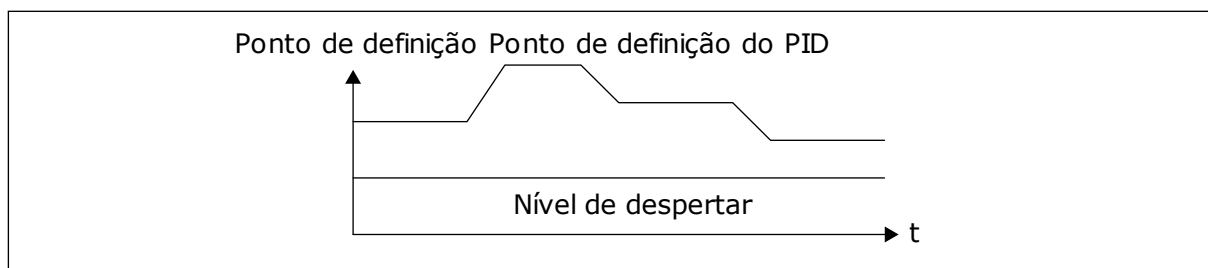 Ponto de definição Ponto de definição do PID
Nível de despertar
t